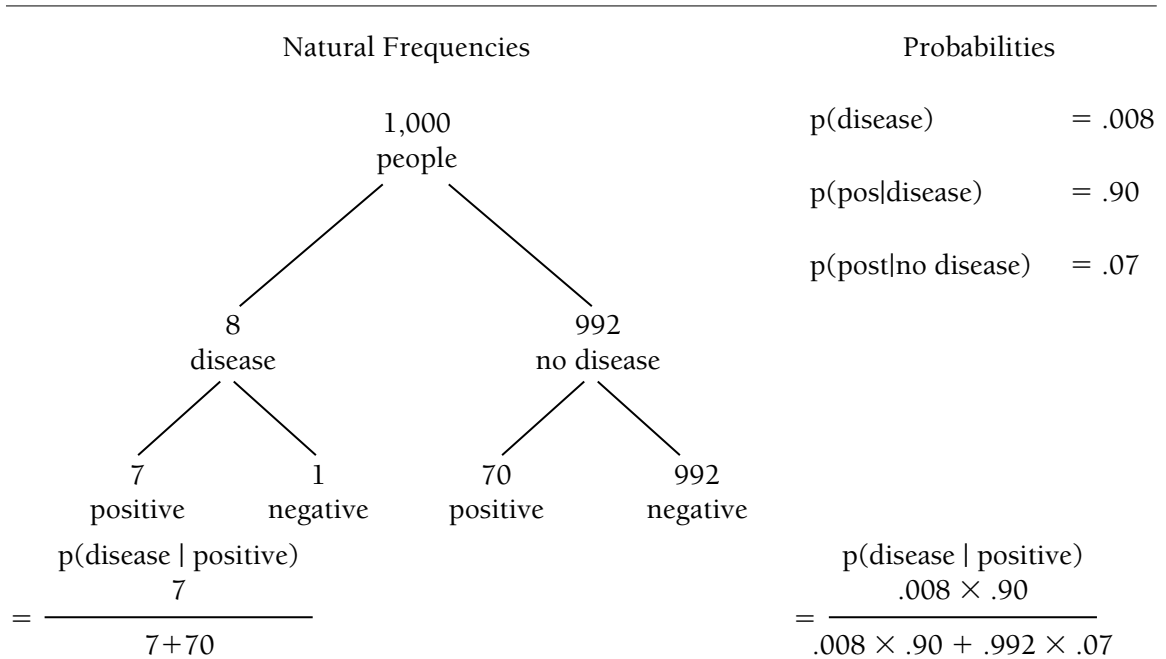 Natural Frequencies
Probabilities
1,000
people
p(disease) = .008
p(pos|disease) = .90
p(post|no disease) = .07
8
disease
992
no disease
7
positive
1
negative
70
positive
992
negative
p(disease | positive)
7
=
7+70
p(disease | positive)
.008 × .90
=
.008 × .90 + .992 × .07